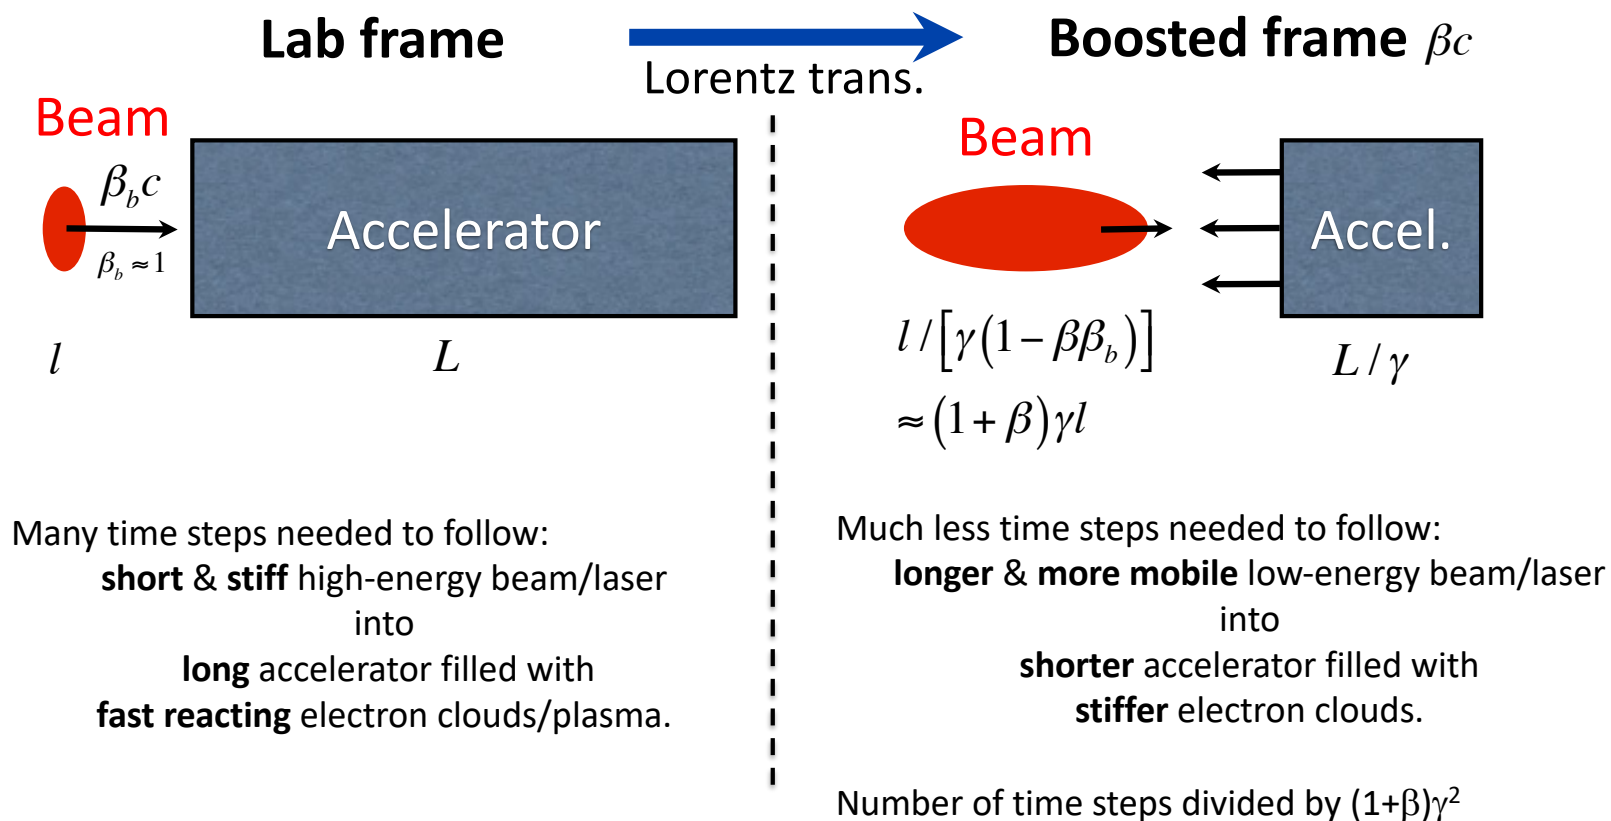 Lab frame
Lorentz trans.
Boosted frame βc
Beam
β_b c
β_b ≈ 1
Accelerator
l
L
Many time steps needed to follow:
short & stiff high-energy beam/laser
into
long accelerator filled with
fast reacting electron clouds/plasma.
Beam
Accel.
l / [γ(1 − ββ_b)]
≈ (1 + β)γl
L / γ
Much less time steps needed to follow:
longer & more mobile low-energy beam/laser
into
shorter accelerator filled with
stiffer electron clouds.
Number of time steps divided by (1+β)γ²